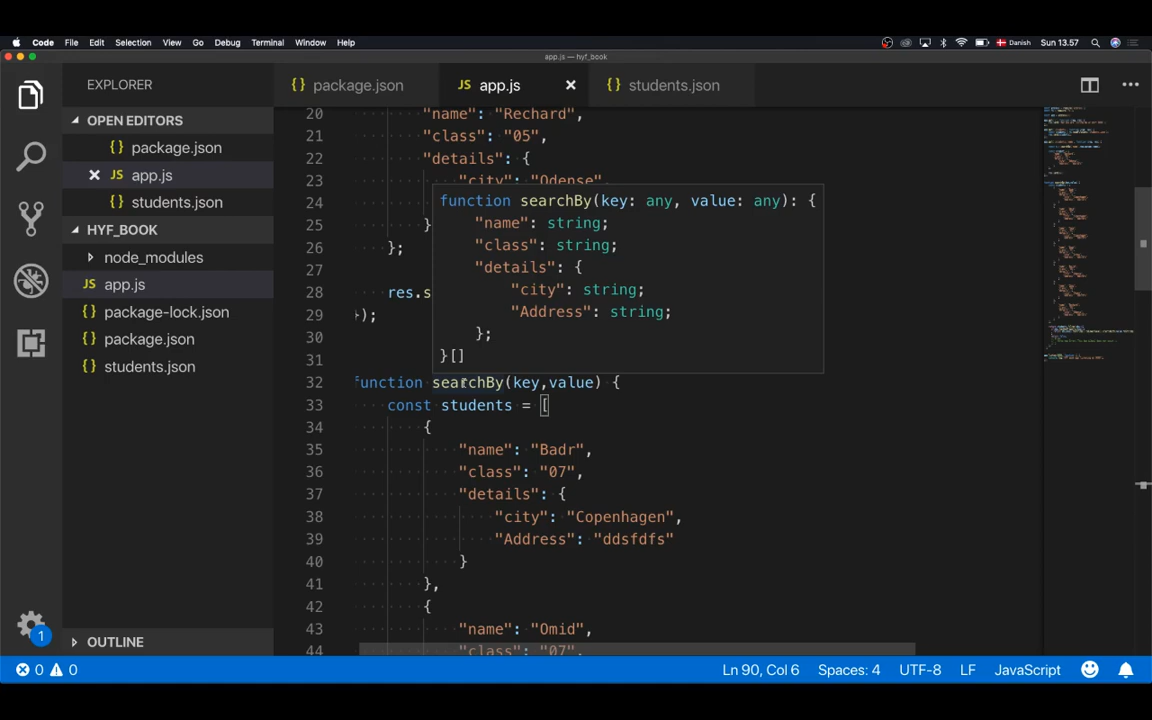 Code File Edit Selection View Go Debug Terminal Window Help Danish Sun 13.57
app.js — hyf_book
EXPLORER
{} package.json
JS app.js
{} students.json
OPEN EDITORS
{} package.json
JS app.js
{} students.json
HYF_BOOK
node_modules
JS app.js
{} package-lock.json
{} package.json
{} students.json
OUTLINE
1
20 "name": "Rechard",
21 "class": "05",
22 "details": {
23 "city": "Odense",
24
25 }
26 };
27
28 res.s
29 });
30
31
function searchBy(key: any, value: any): {
"name": string;
"class": string;
"details": {
"city": string;
"Address": string;
};
}[]
32 function searchBy(key,value) {
33 const students = [
34 {
35 "name": "Badr",
36 "class": "07",
37 "details": {
38 "city": "Copenhagen",
39 "Address": "ddsfdfs"
40 }
41 },
42 {
43 "name": "Omid",
44 "class": "07",
0 0 Ln 90, Col 6 Spaces: 4 UTF-8 LF JavaScript